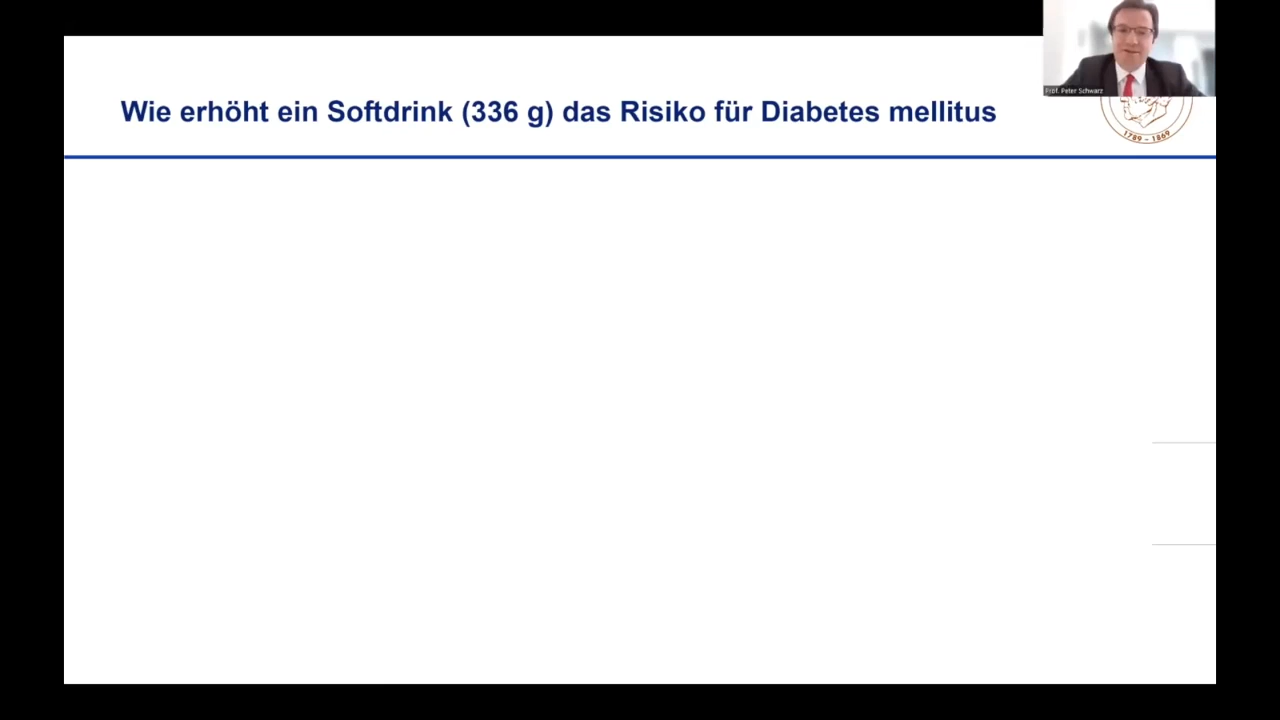 Wie erhöht ein Softdrink (336 g) das Risiko für Diabetes mellitus
Prof. Peter Schwarz
1789 – 1869